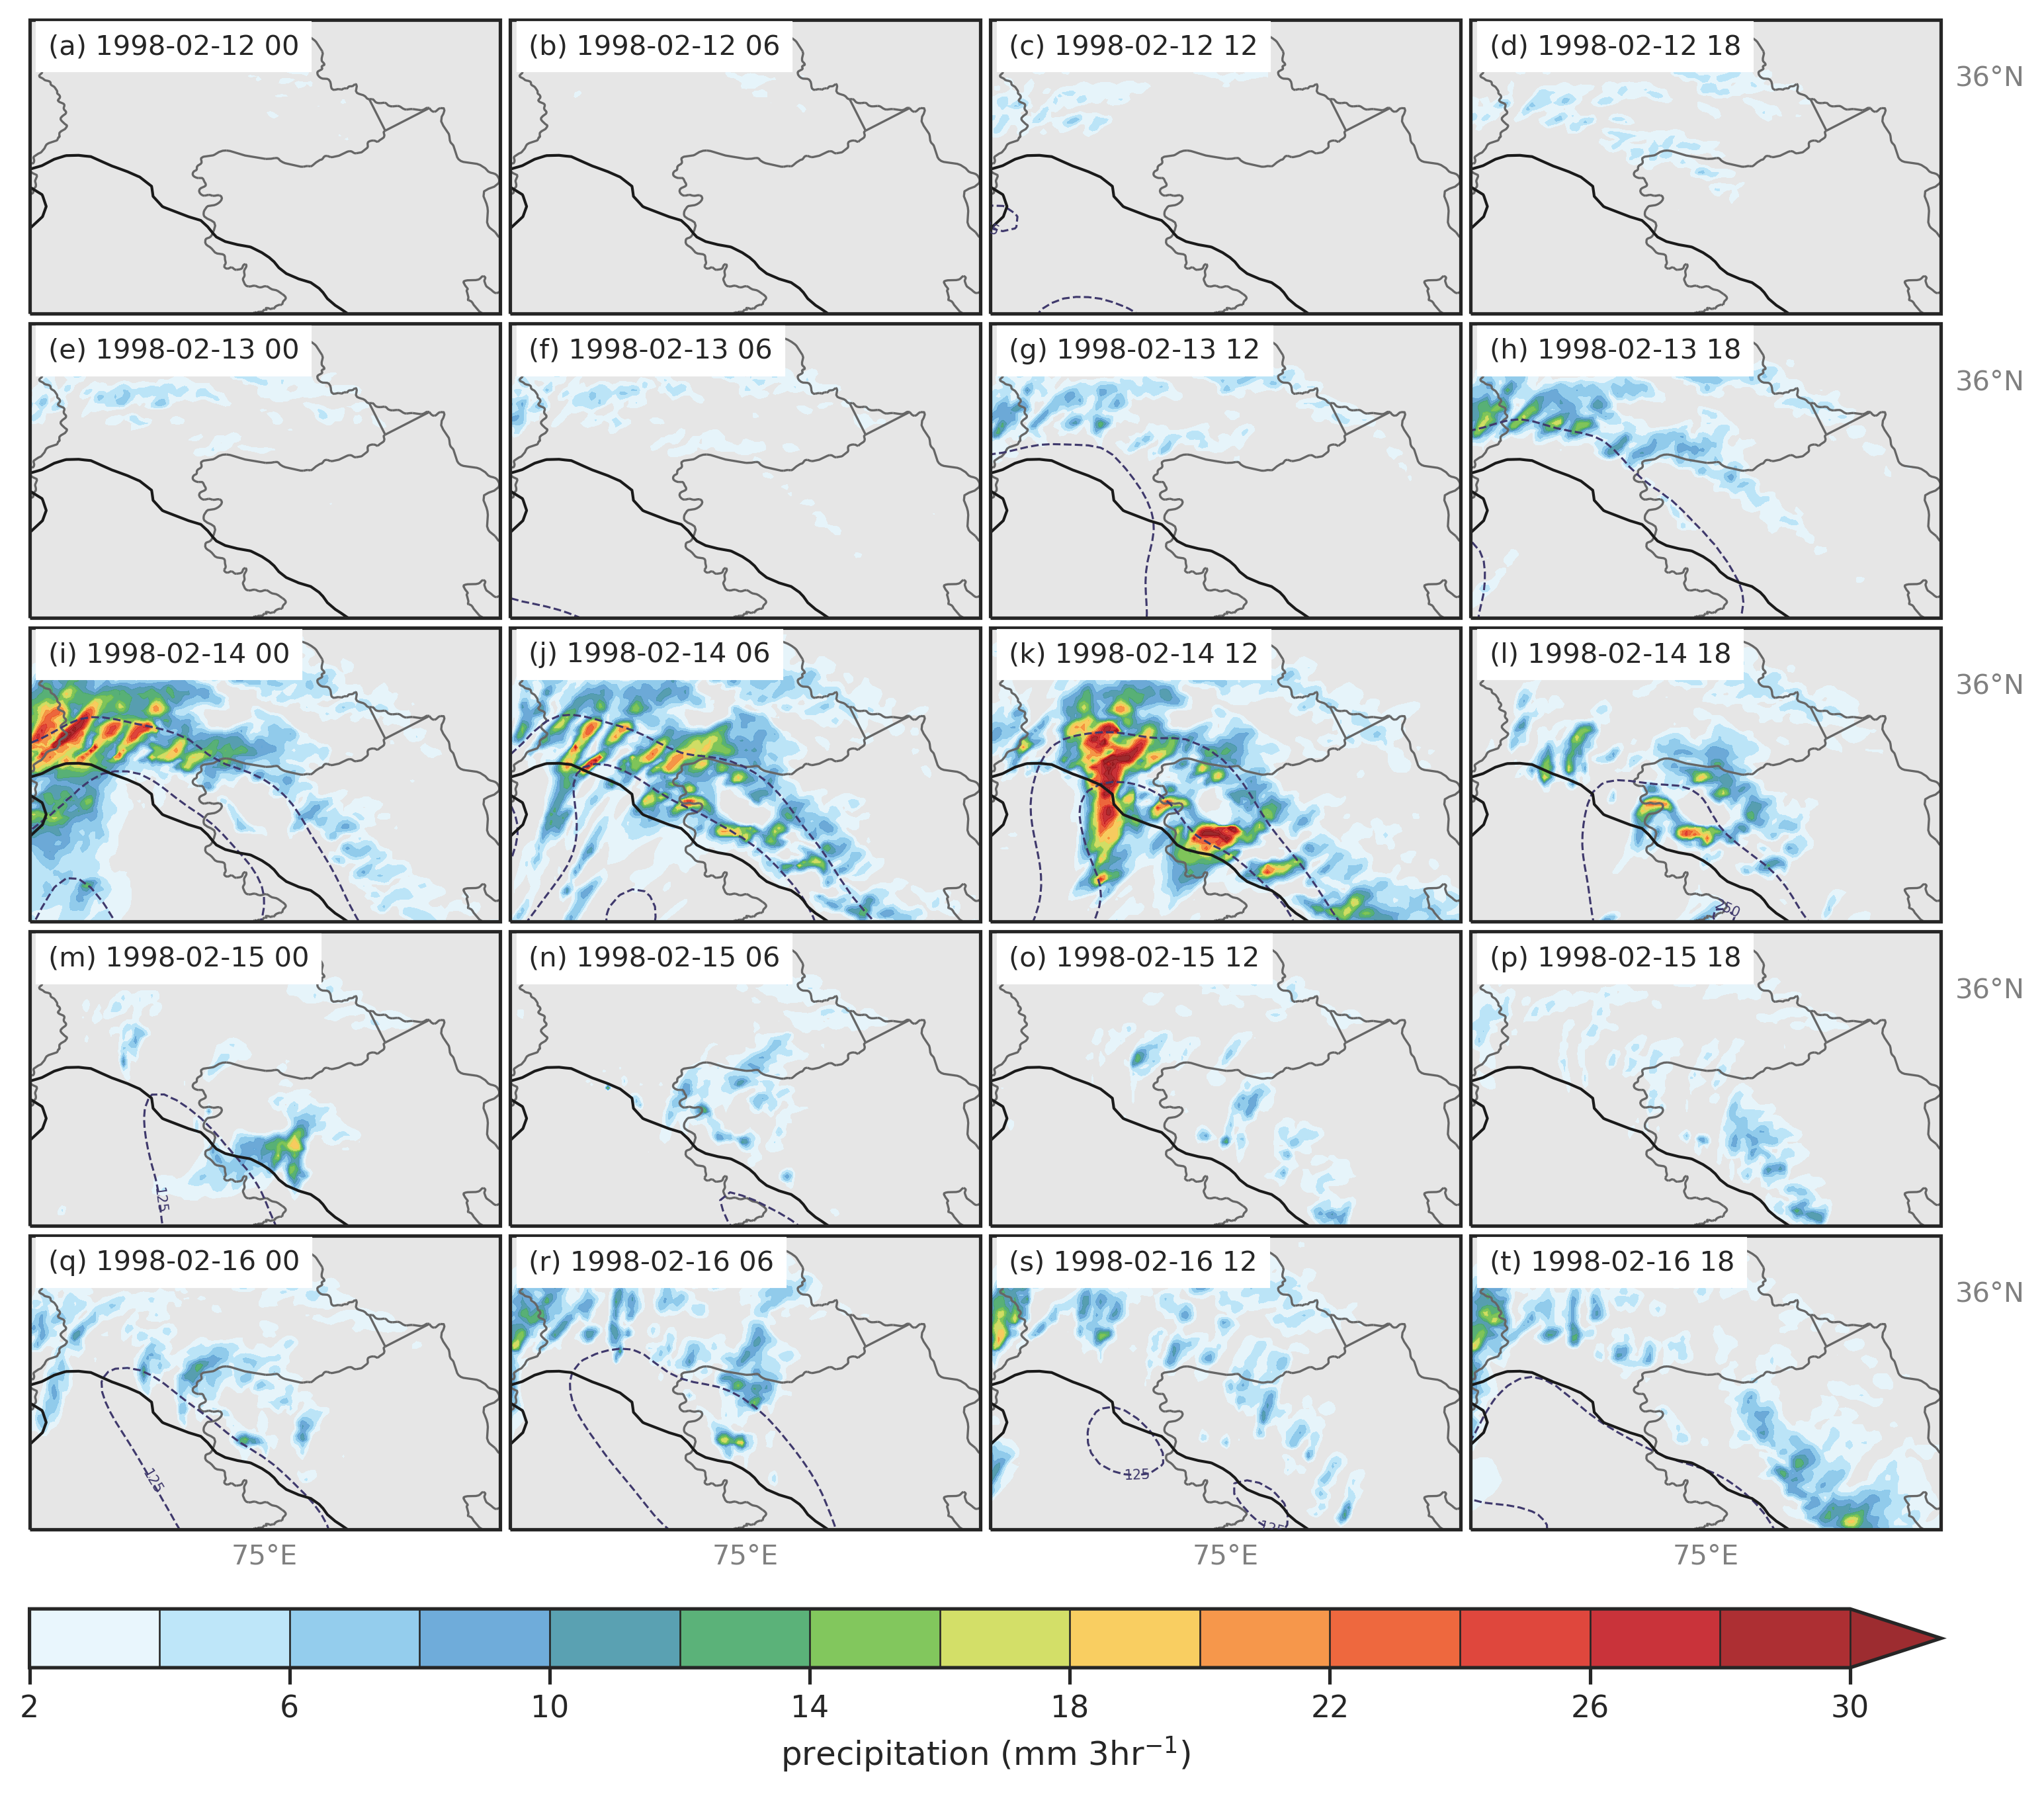 (a) 1998-02-12 00
(b) 1998-02-12 06
(c) 1998-02-12 12
(d) 1998-02-12 18
36°N
(e) 1998-02-13 00
(f) 1998-02-13 06
(g) 1998-02-13 12
(h) 1998-02-13 18
36°N
(i) 1998-02-14 00
(j) 1998-02-14 06
(k) 1998-02-14 12
(l) 1998-02-14 18
36°N
(m) 1998-02-15 00
(n) 1998-02-15 06
(o) 1998-02-15 12
(p) 1998-02-15 18
36°N
125
(q) 1998-02-16 00
(r) 1998-02-16 06
(s) 1998-02-16 12
(t) 1998-02-16 18
36°N
125
125
75°E
75°E
75°E
75°E
2 6 10 14 18 22 26 30
precipitation (mm 3hr⁻¹)